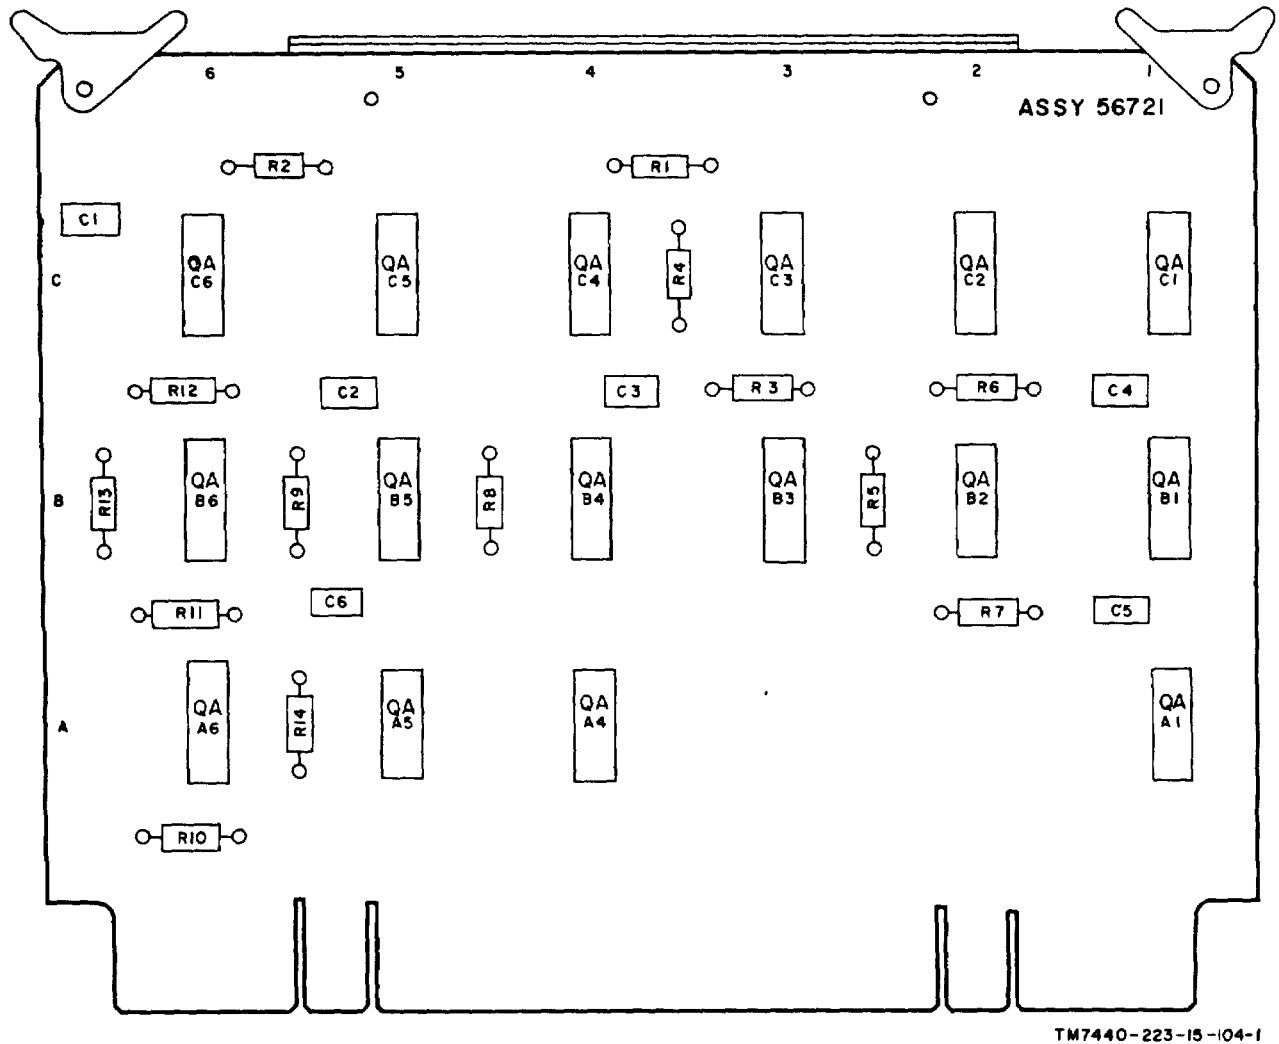 6 5 4 3 2 1
ASSY 56721
R2 R1
C1
C
QA
C6
QA
C5
QA
C4
R4
QA
C3
QA
C2
QA
C1
R12 C2 C3 R3 R6 C4
B
R13
QA
B6
R9
QA
B5
R8
QA
B4
QA
B3
R5
QA
B2
QA
B1
R11 C6 R7 C5
A
QA
A6
R14
QA
A5
QA
A4
QA
A1
R10
TM7440-223-15-104-1